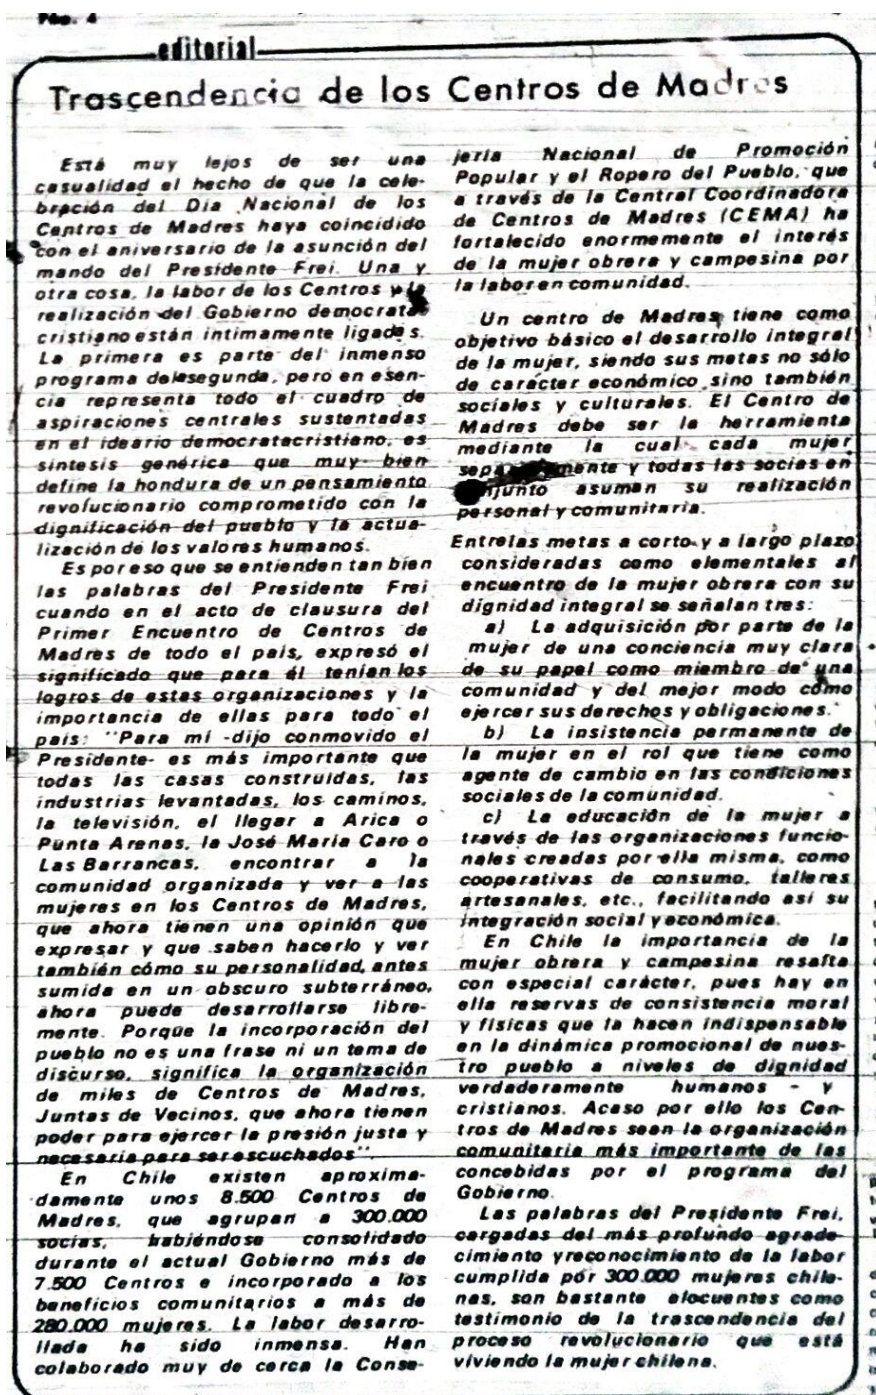 Pág. 4
editorial
Trascendencia de los Centros de Madres
Está muy lejos de ser una
casualidad el hecho de que la cele-
bración del Día Nacional de los
Centros de Madres haya coincidido
con el aniversario de la asunción del
mando del Presidente Frei. Una y
otra cosa, la labor de los Centros y la
realización del Gobierno democrata
cristiano están íntimamente ligadas.
La primera es parte del inmenso
programa de la segunda, pero en esen-
cia representa todo el cuadro de
aspiraciones centrales sustentadas
en el ideario democratacristiano, es
síntesis genérica que muy bien
define la hondura de un pensamiento
revolucionario comprometido con la
dignificación del pueblo y la actua-
lización de los valores humanos.
Es por eso que se entienden tan bien
las palabras del Presidente Frei
cuando en el acto de clausura del
Primer Encuentro de Centros de
Madres de todo el país, expresó el
significado que para él tenían los
logros de estas organizaciones y la
importancia de ellas para todo el
país: "Para mí -dijo conmovido el
Presidente- es más importante que
todas las casas construidas, las
industrias levantadas, los caminos,
la televisión, el llegar a Arica o
Punta Arenas, la José María Caro o
Las Barrancas, encontrar a la
comunidad organizada y ver a las
mujeres en los Centros de Madres,
que ahora tienen una opinión que
expresar y que saben hacerlo y ver
también cómo su personalidad, antes
sumida en un obscuro subterráneo,
ahora puede desarrollarse libre-
mente. Porque la incorporación del
pueblo no es una frase ni un tema de
discurso, significa la organización
de miles de Centros de Madres,
Juntas de Vecinos, que ahora tienen
poder para ejercer la presión justa y
necesaria para ser escuchados".
En Chile existen aproxima-
damente unos 8.500 Centros de
Madres, que agrupan a 300.000
socias, habiéndose consolidado
durante el actual Gobierno más de
7.500 Centros e incorporado a los
beneficios comunitarios a más de
280.000 mujeres. La labor desarro-
llada ha sido inmensa. Han
colaborado muy de cerca la Conse-
jería Nacional de Promoción
Popular y el Ropero del Pueblo, que
a través de la Central Coordinadora
de Centros de Madres (CEMA) ha
fortalecido enormemente el interés
de la mujer obrera y campesina por
la labor en comunidad.
Un centro de Madres tiene como
objetivo básico el desarrollo integral
de la mujer, siendo sus metas no sólo
de carácter económico sino también
sociales y culturales. El Centro de
Madres debe ser la herramienta
mediante la cual cada mujer
y todas las socias en
conjunto asuman su realización
personal y comunitaria.
Entre las metas a corto y a largo plazo
consideradas como elementales al
encuentro de la mujer obrera con su
dignidad integral se señalan tres:
a) La adquisición por parte de la
mujer de una conciencia muy clara
de su papel como miembro de una
comunidad y del mejor modo cómo
ejercer sus derechos y obligaciones.
b) La insistencia permanente de
la mujer en el rol que tiene como
agente de cambio en las condiciones
sociales de la comunidad.
c) La educación de la mujer a
través de las organizaciones funcio-
nales creadas por ella misma, como
cooperativas de consumo, talleres
artesanales, etc., facilitando así su
integración social y económica.
En Chile la importancia de la
mujer obrera y campesina resalta
con especial carácter, pues hay en
ella reservas de consistencia moral
y físicas que la hacen indispensable
en la dinámica promocional de nues-
tro pueblo a niveles de dignidad
verdaderamente humanos - y
cristianos. Acaso por ello los Cen-
tros de Madres sean la organización
comunitaria más importante de las
concebidas por el programa del
Gobierno.
Las palabras del Presidente Frei,
cargadas del más profundo agrade-
cimiento y reconocimiento de la labor
cumplida por 300.000 mujeres chile-
nas, son bastante elocuentes como
testimonio de la trascendencia del
proceso revolucionario que está
viviendo la mujer chilena.